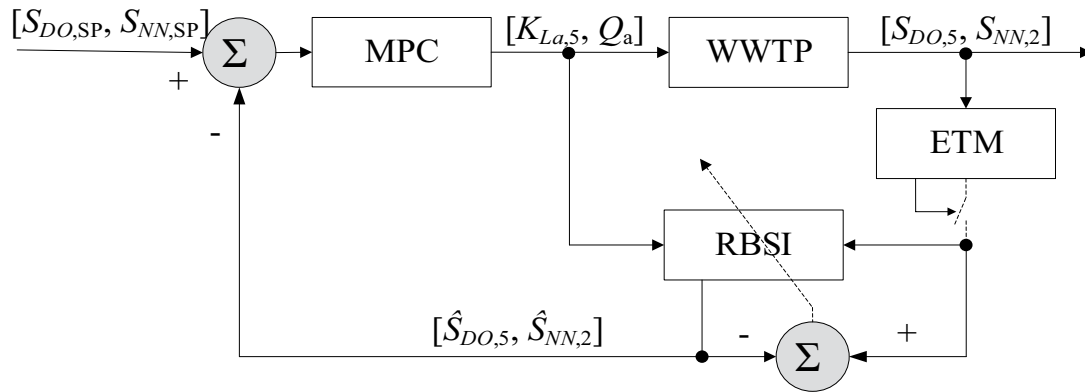 [S_DO,SP, S_NN,SP]
[K_La,5, Q_a]
[S_DO,5, S_NN,2]
Σ
MPC
WWTP
+
-
ETM
RBSI
[Ŝ_DO,5, Ŝ_NN,2]
-
+
Σ